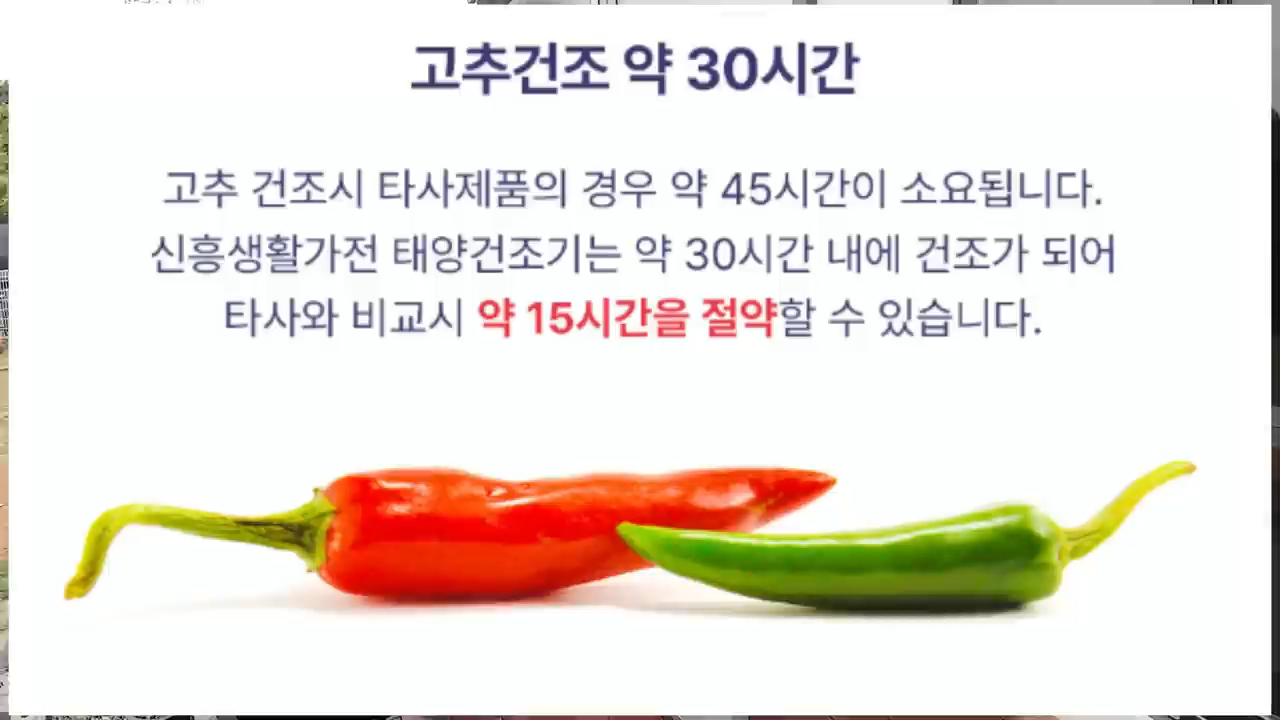 고추건조 약 30시간
고추 건조시 타사제품의 경우 약 45시간이 소요됩니다.
신흥생활가전 태양건조기는 약 30시간 내에 건조가 되어
타사와 비교시 약 15시간을 절약할 수 있습니다.